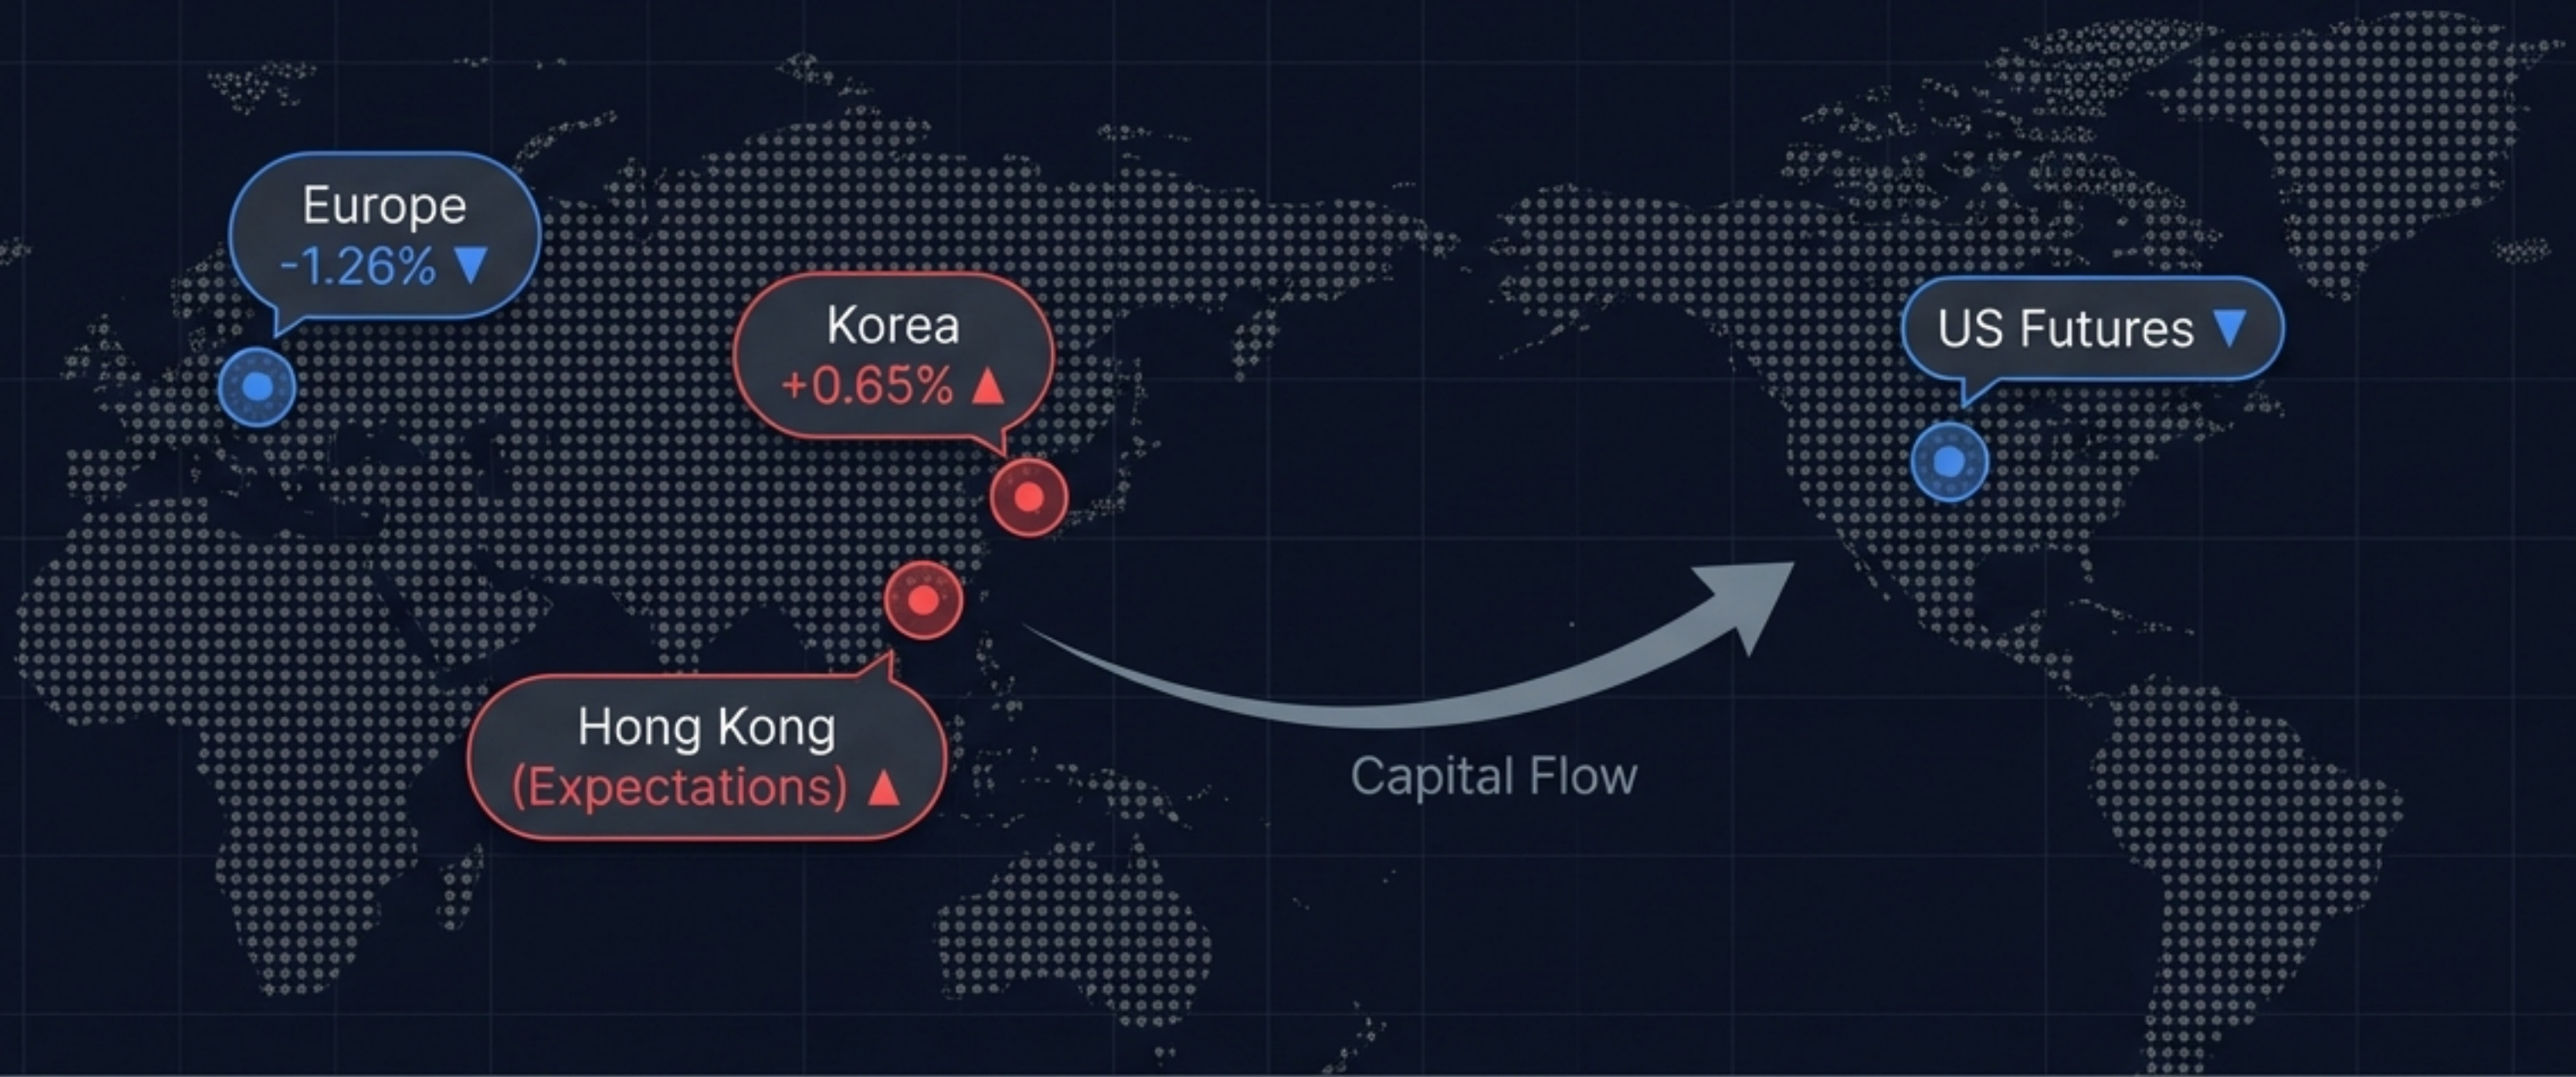 Europe
-1.26% ▼
Korea
+0.65% ▲
US Futures ▼
Hong Kong
(Expectations) ▲
Capital Flow